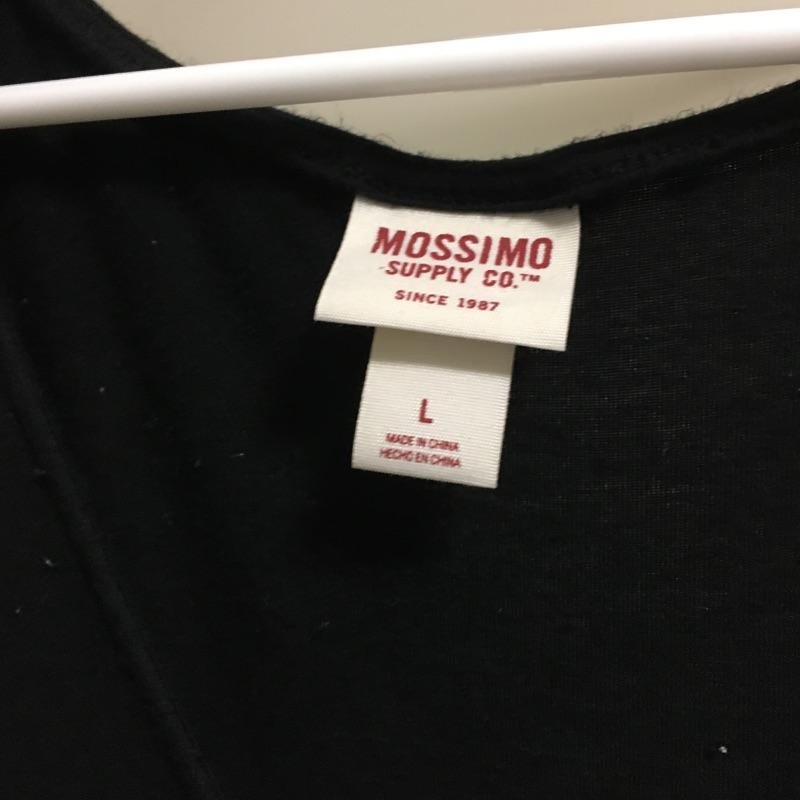 MOSSIMO
SUPPLY CO.™
SINCE 1987
L
MADE IN CHINA
HECHO EN CHINA